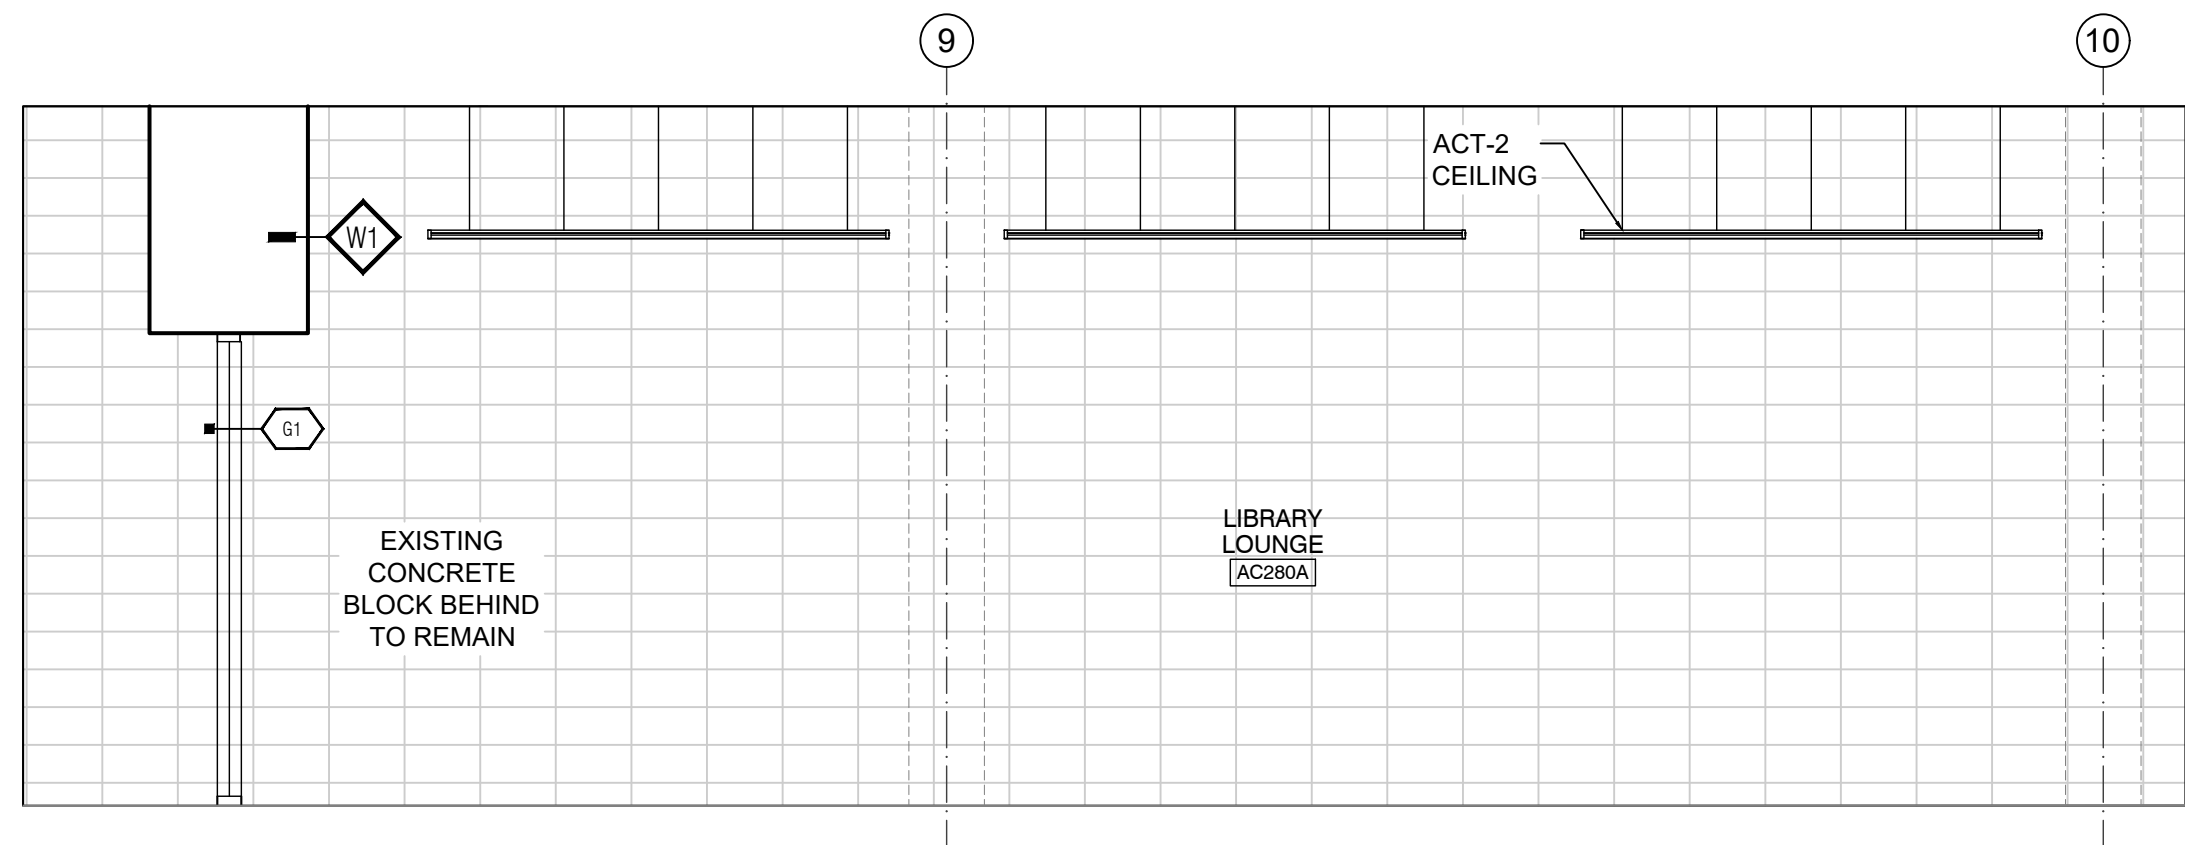 9
10
ACT-2
CEILING
W1
G1
EXISTING
CONCRETE
BLOCK BEHIND
TO REMAIN
LIBRARY
LOUNGE
AC280A